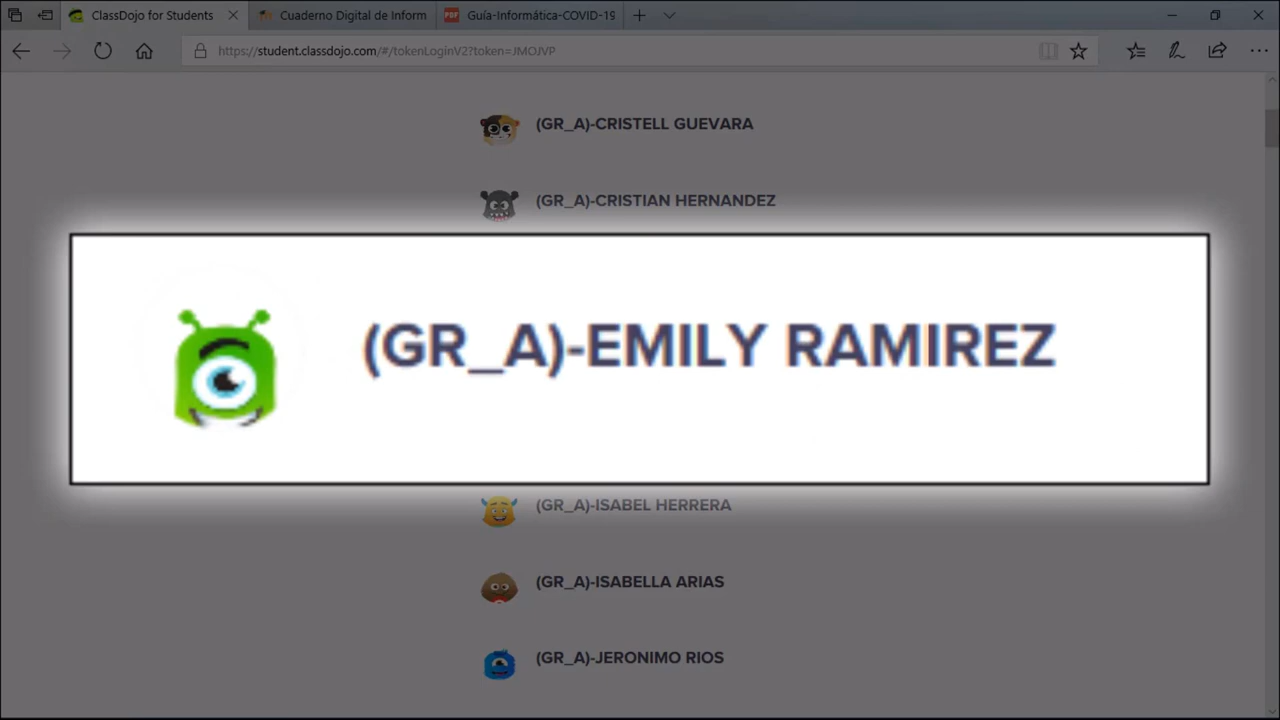 ClassDojo for Students
Cuaderno Digital de Inform
PDF
Guía-Informática-COVID-19
https://student.classdojo.com/#/tokenLoginV2?token=JMOJVP
(GR_A)-CRISTELL GUEVARA
(GR_A)-CRISTIAN HERNANDEZ
(GR_A)-EMILY RAMIREZ
(GR_A)-ISABEL HERRERA
(GR_A)-ISABELLA ARIAS
(GR_A)-JERONIMO RIOS